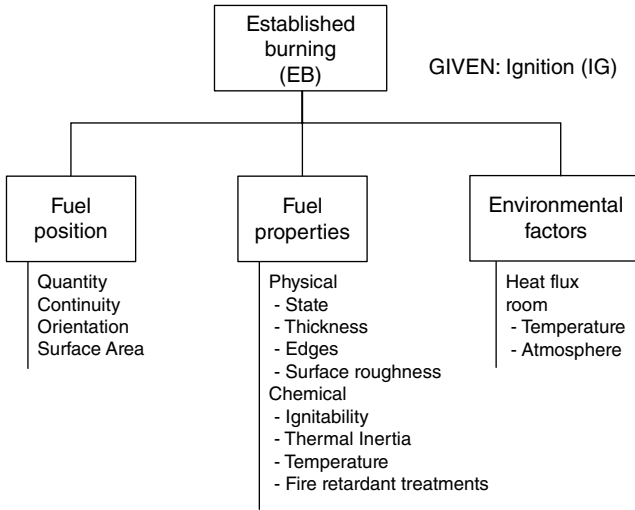 Established
burning
(EB)
GIVEN: Ignition (IG)
Fuel
position
Quantity
Continuity
Orientation
Surface Area
Fuel
properties
Physical
- State
- Thickness
- Edges
- Surface roughness
Chemical
- Ignitability
- Thermal Inertia
- Temperature
- Fire retardant treatments
Environmental
factors
Heat flux
room
- Temperature
- Atmosphere